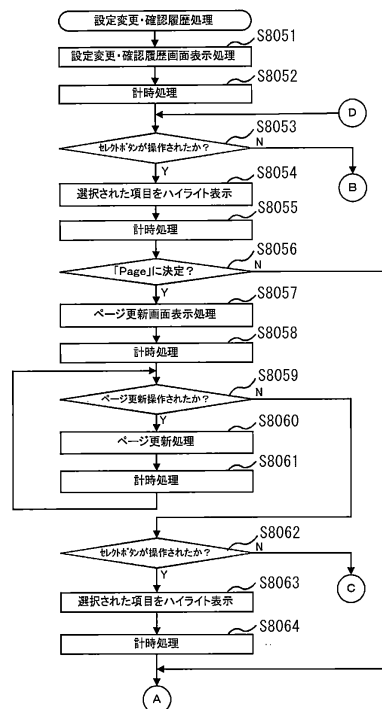 設定変更・確認履歴処理
S8051
設定変更・確認履歴画面表示処理
S8052
計時処理
D
S8053
セレクトボタンが操作されたか？
N
Y
B
S8054
選択された項目をハイライト表示
S8055
計時処理
S8056
「Page」に決定？
N
Y
S8057
ページ更新画面表示処理
S8058
計時処理
S8059
ページ更新操作されたか？
N
Y
S8060
ページ更新処理
S8061
計時処理
S8062
セレクトボタンが操作されたか？
N
Y
C
S8063
選択された項目をハイライト表示
S8064
計時処理
A